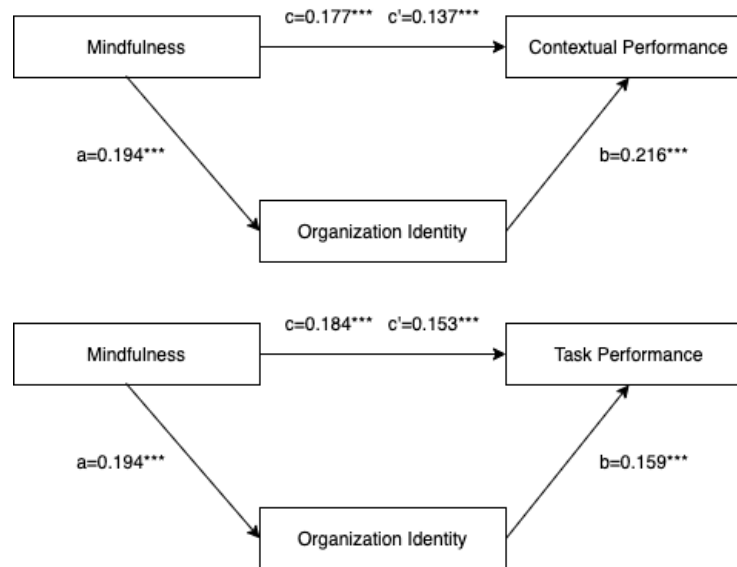 c=0.177*** c'=0.137***
Mindfulness
Contextual Performance
a=0.194***
b=0.216***
Organization Identity
c=0.184*** c'=0.153***
Mindfulness
Task Performance
a=0.194***
b=0.159***
Organization Identity